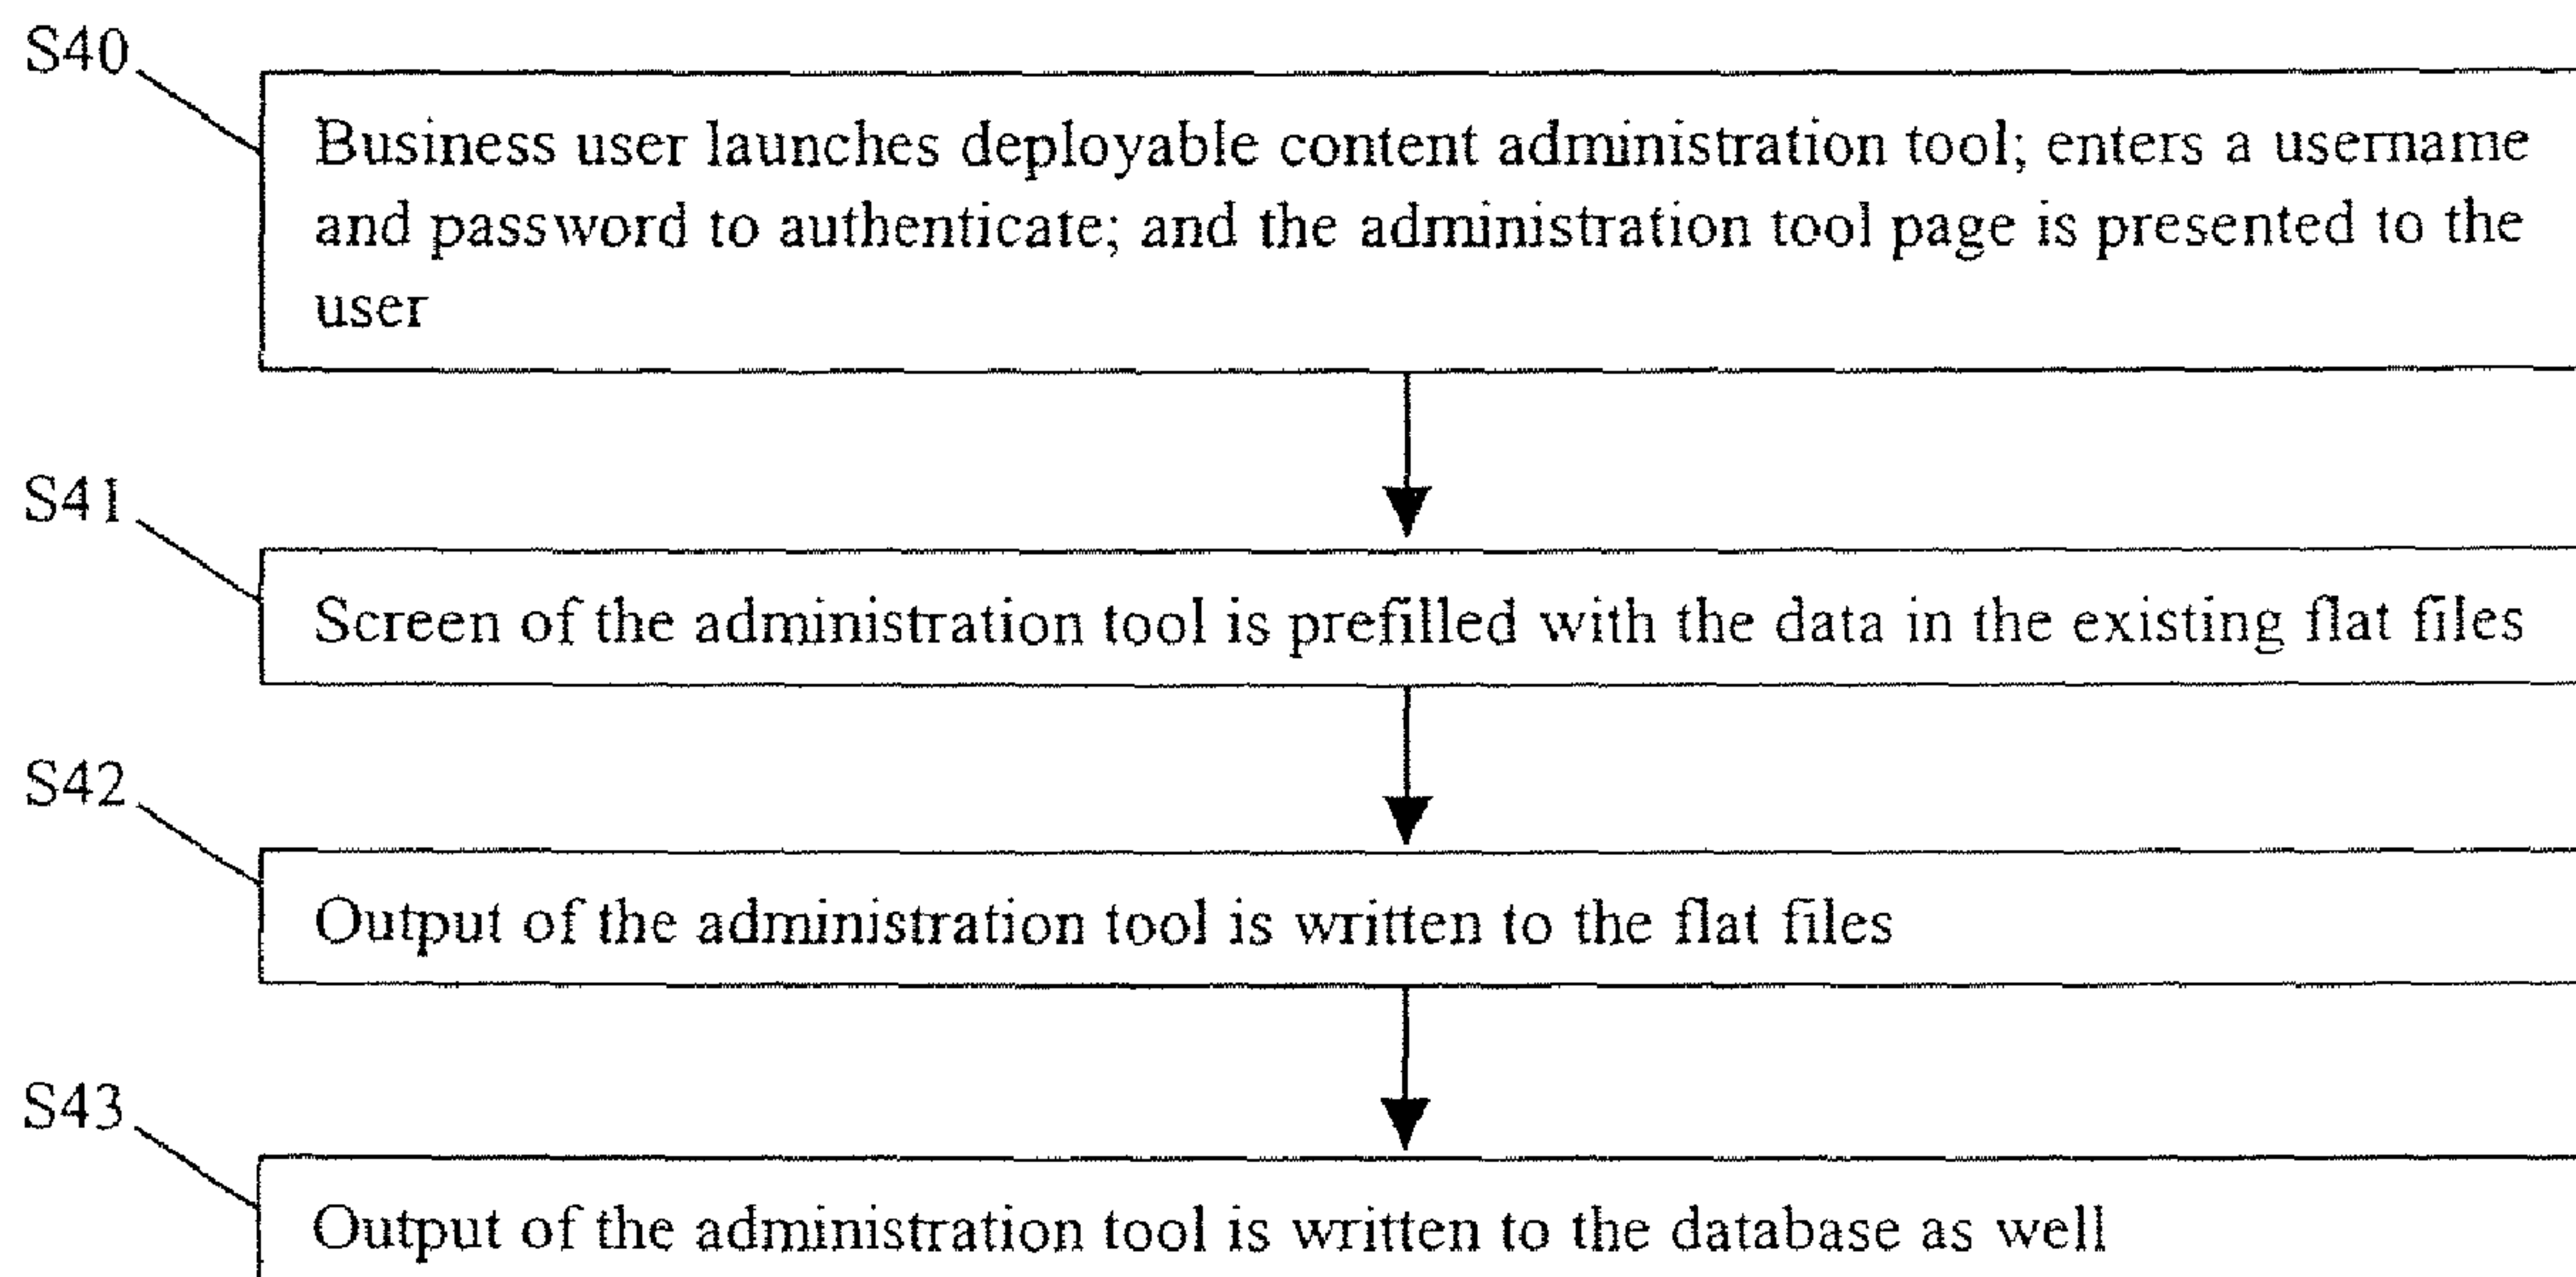 S40
Business user launches deployable content administration tool; enters a username
and password to authenticate; and the administration tool page is presented to the
user
S41
Screen of the administration tool is prefilled with the data in the existing flat files
S42
Output of the administration tool is written to the flat files
S43
Output of the administration tool is written to the database as well